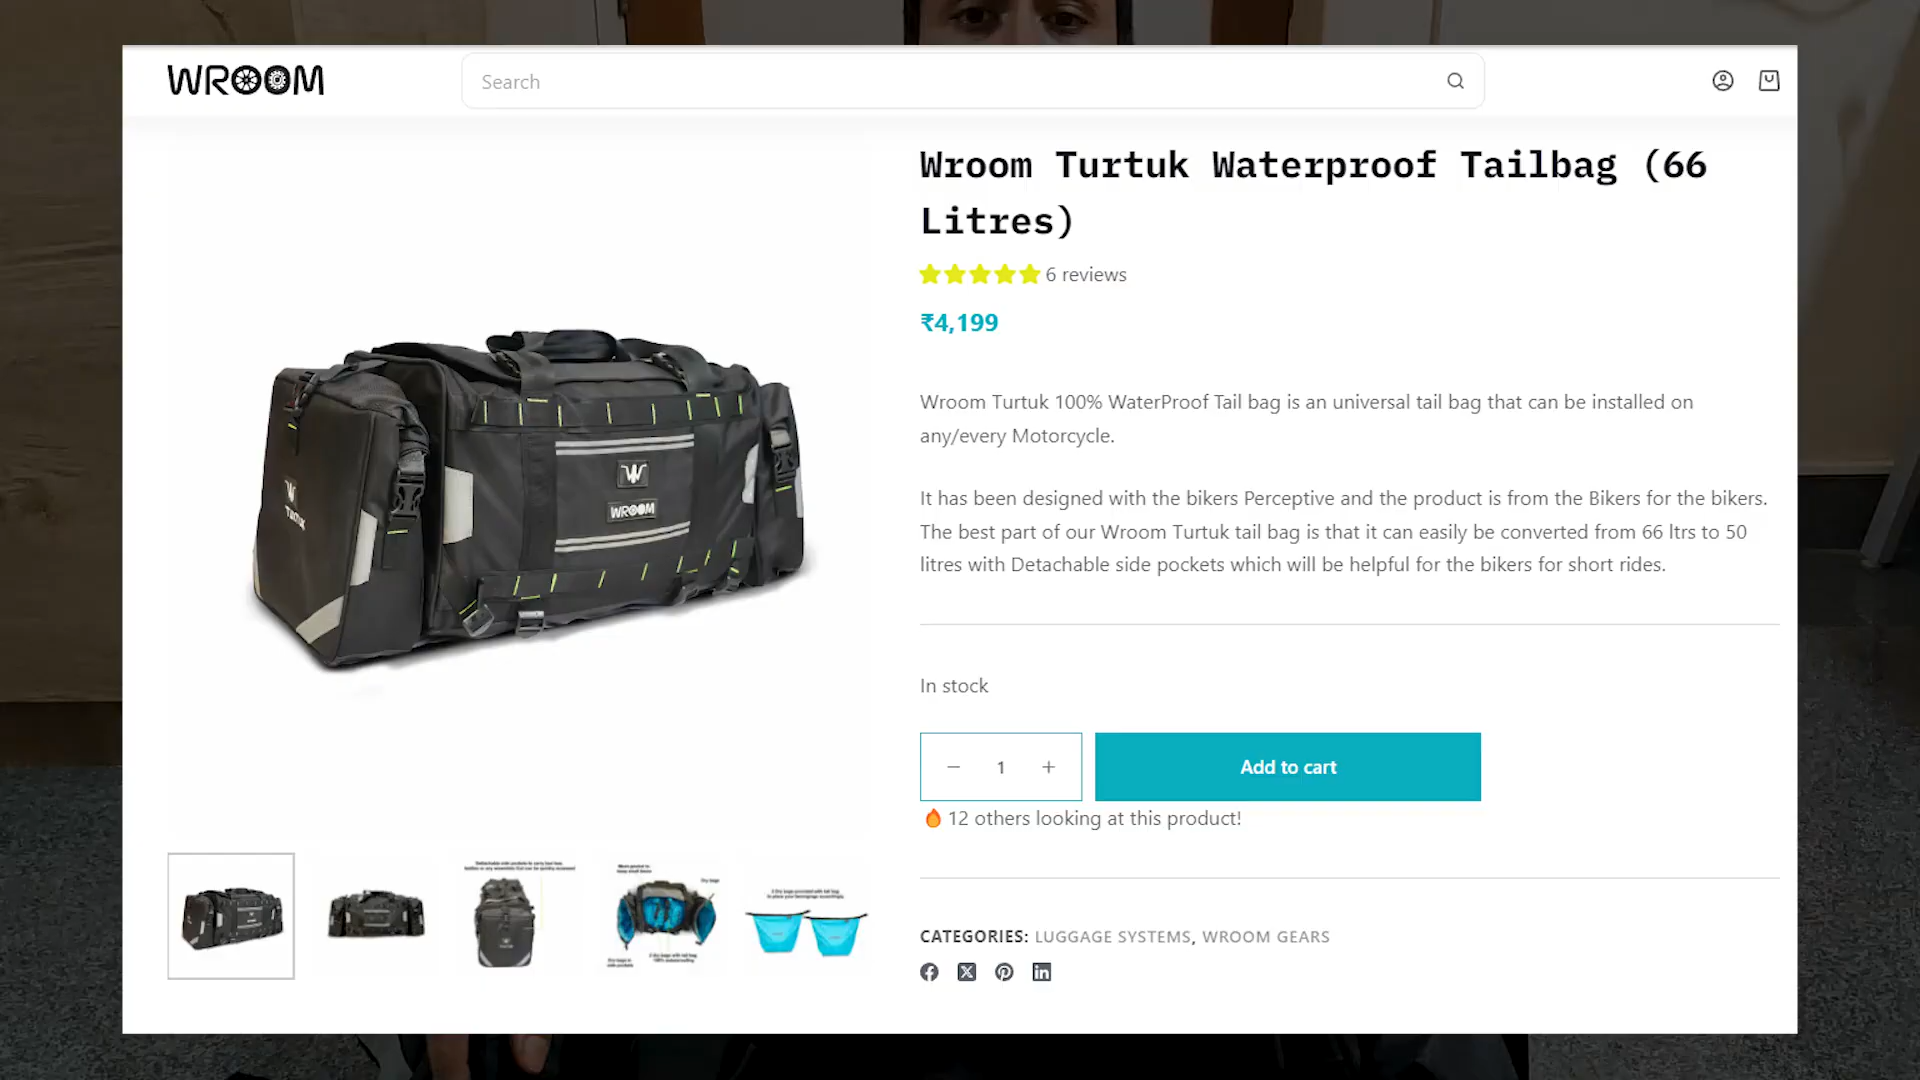 WROOM
Search
Wroom Turtuk Waterproof Tailbag (66
Litres)
6 reviews
₹4,199
Wroom Turtuk 100% WaterProof Tail bag is an universal tail bag that can be installed on
any/every Motorcycle.
It has been designed with the bikers Perceptive and the product is from the Bikers for the bikers.
The best part of our Wroom Turtuk tail bag is that it can easily be converted from 66 ltrs to 50
litres with Detachable side pockets which will be helpful for the bikers for short rides.
In stock
1
Add to cart
12 others looking at this product!
CATEGORIES: LUGGAGE SYSTEMS, WROOM GEARS
WROOM
Turtuk